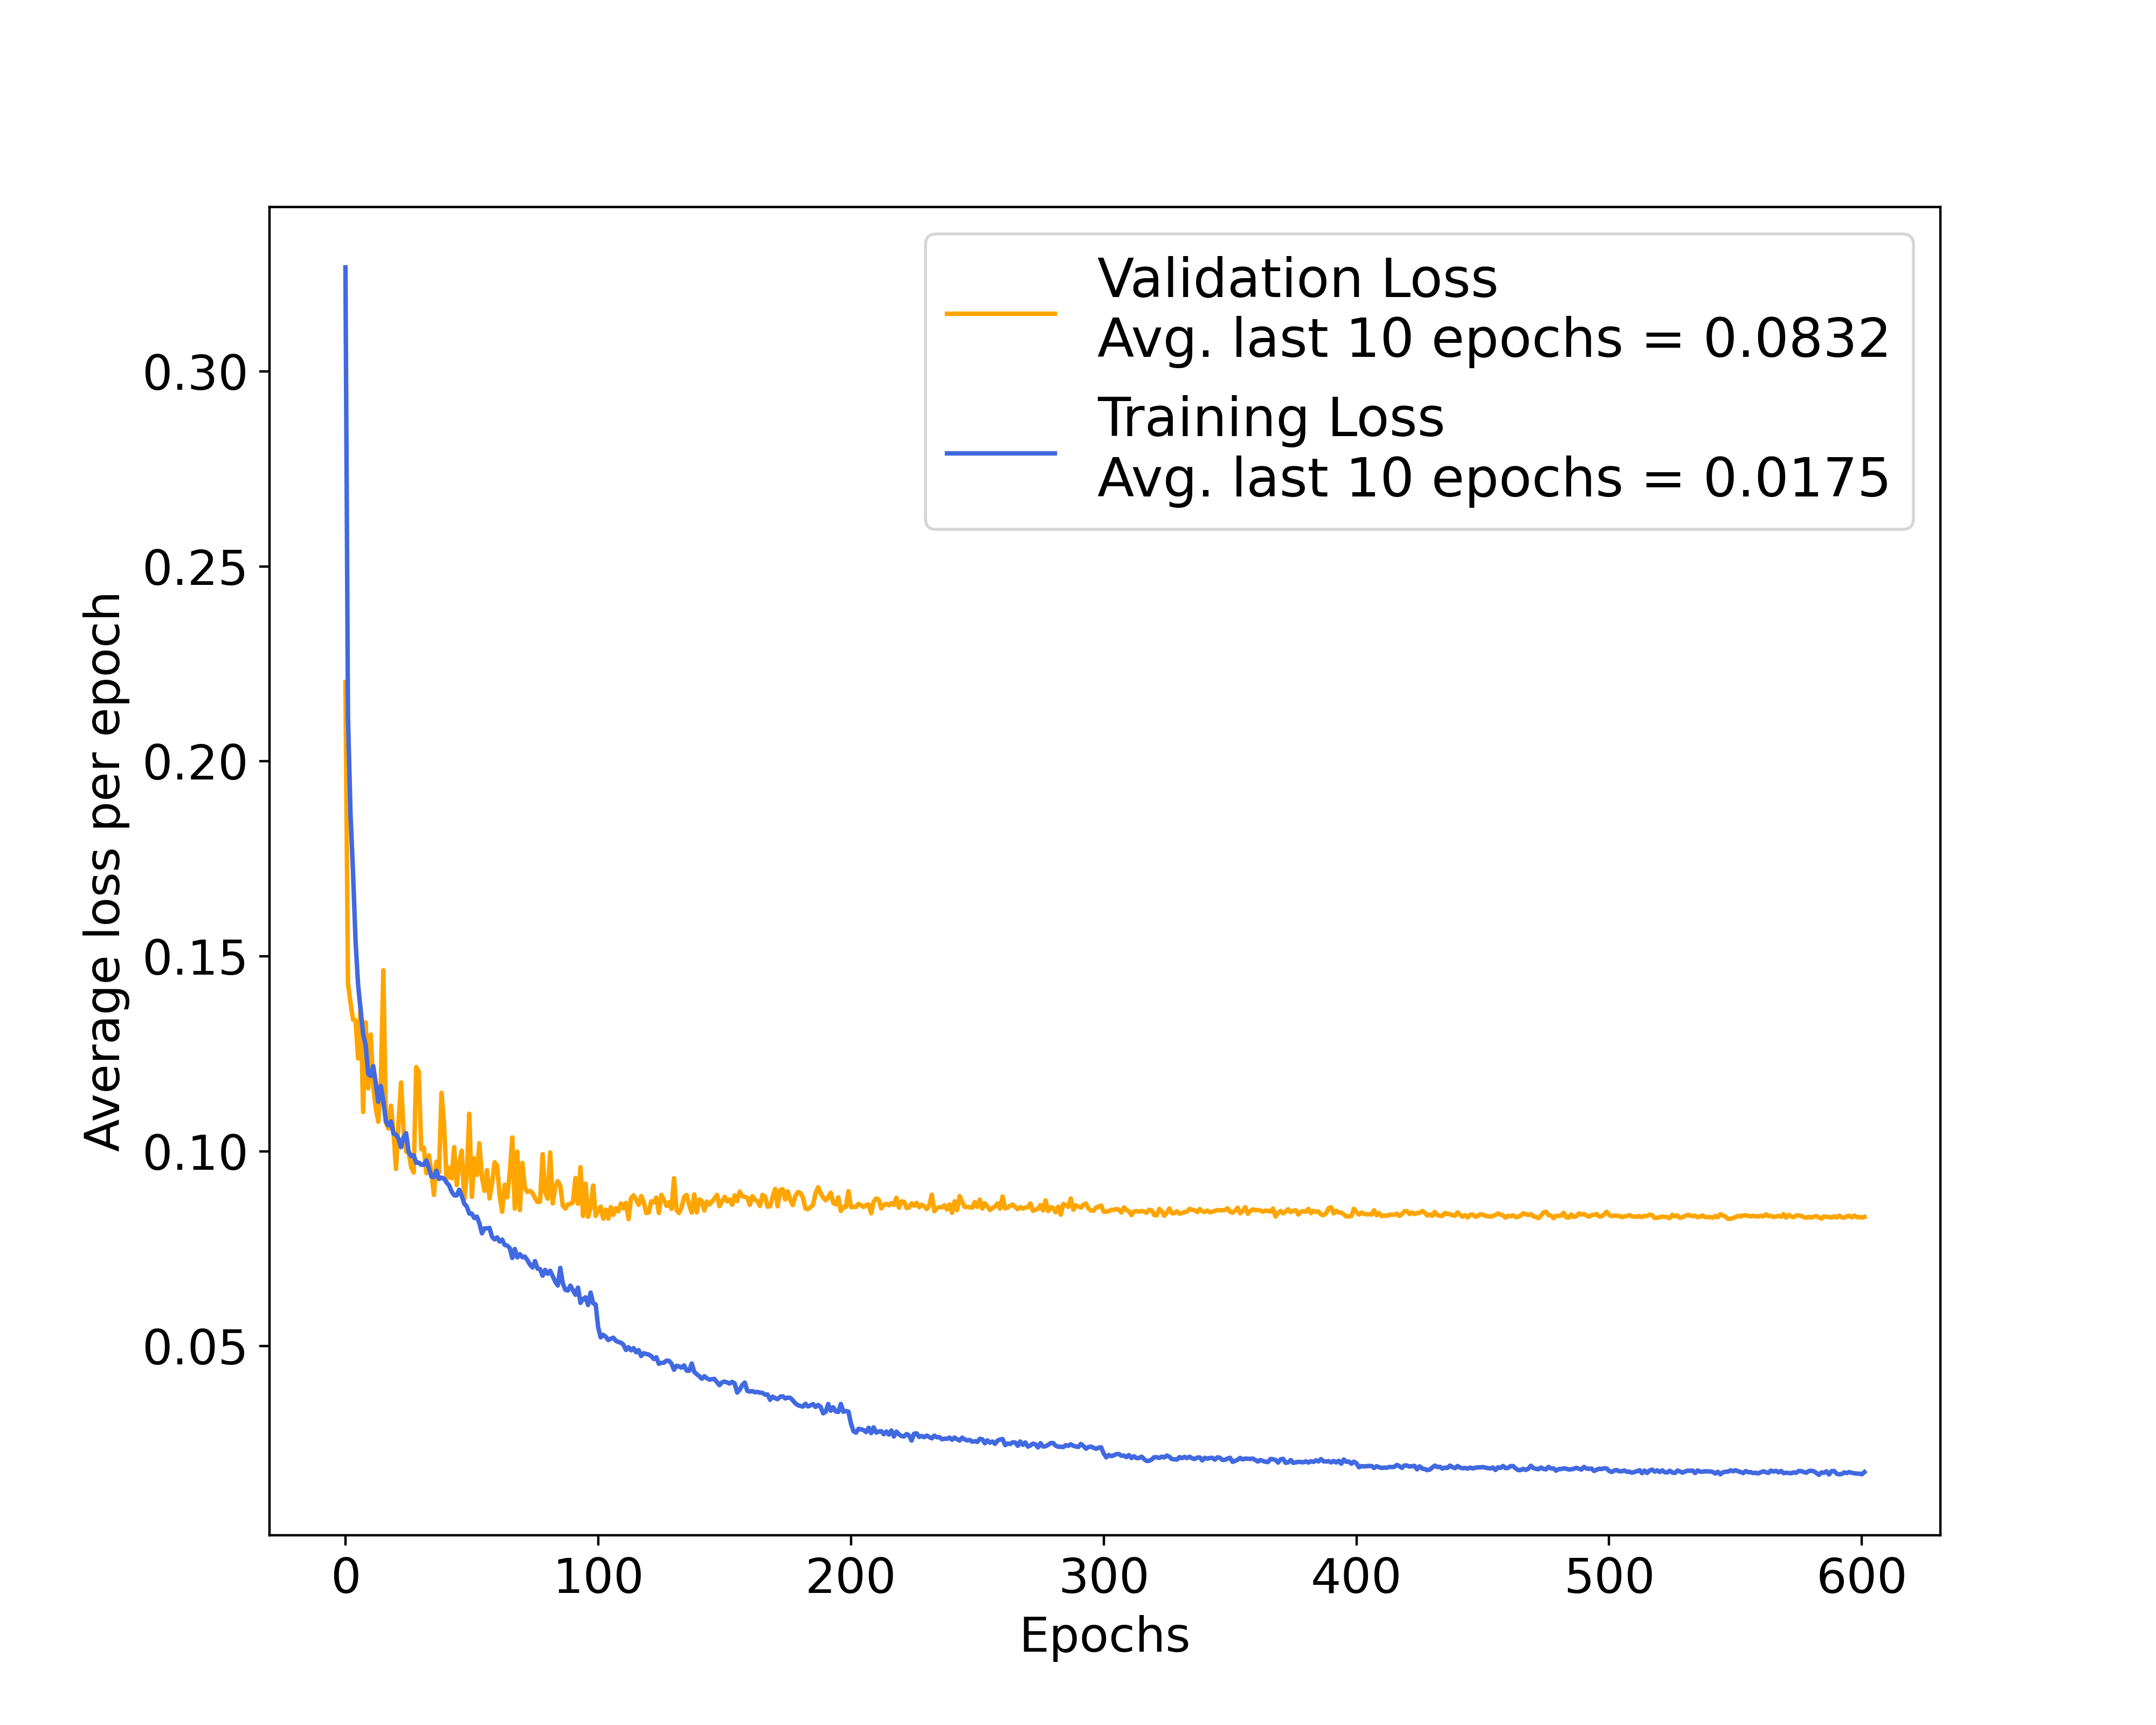 Validation Loss
Avg. last 10 epochs = 0.0832
Training Loss
Avg. last 10 epochs = 0.0175
Average loss per epoch
0.30
0.25
0.20
0.15
0.10
0.05
0 100 200 300 400 500 600
Epochs